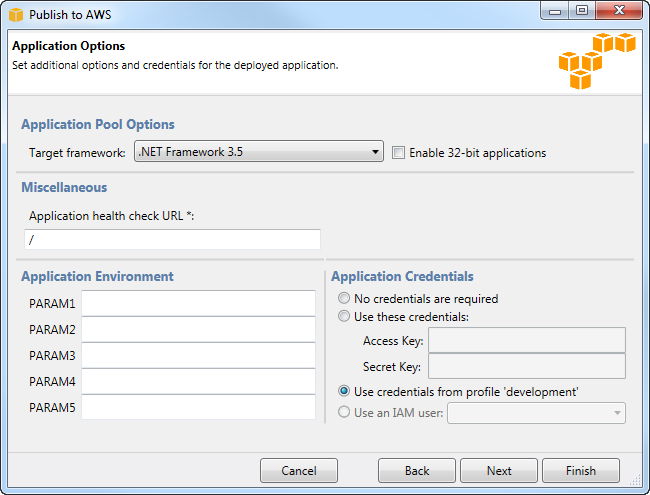 Publish to AWS
Application Options
Set additional options and credentials for the deployed application.
Application Pool Options
Target framework: .NET Framework 3.5 Enable 32-bit applications
Miscellaneous
Application health check URL *:
/
Application Environment
PARAM1
PARAM2
PARAM3
PARAM4
PARAM5
Application Credentials
No credentials are required
Use these credentials:
Access Key:
Secret Key:
Use credentials from profile 'development'
Use an IAM user:
Cancel Back Next Finish